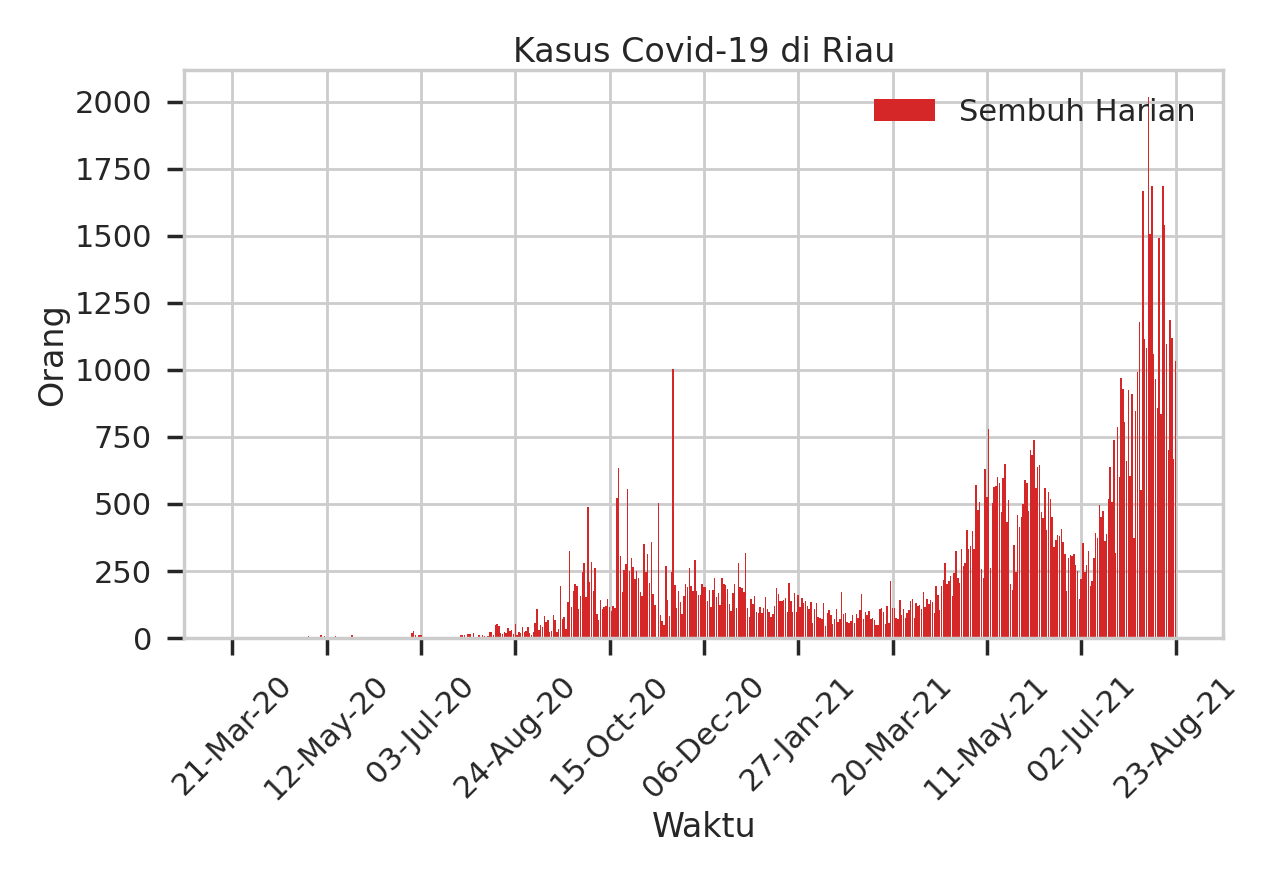 Kasus Covid-19 di Riau
Sembuh Harian
Orang
2000
1750
1500
1250
1000
750
500
250
0
21-Mar-20
12-May-20
03-Jul-20
24-Aug-20
15-Oct-20
06-Dec-20
27-Jan-21
20-Mar-21
11-May-21
02-Jul-21
23-Aug-21
Waktu